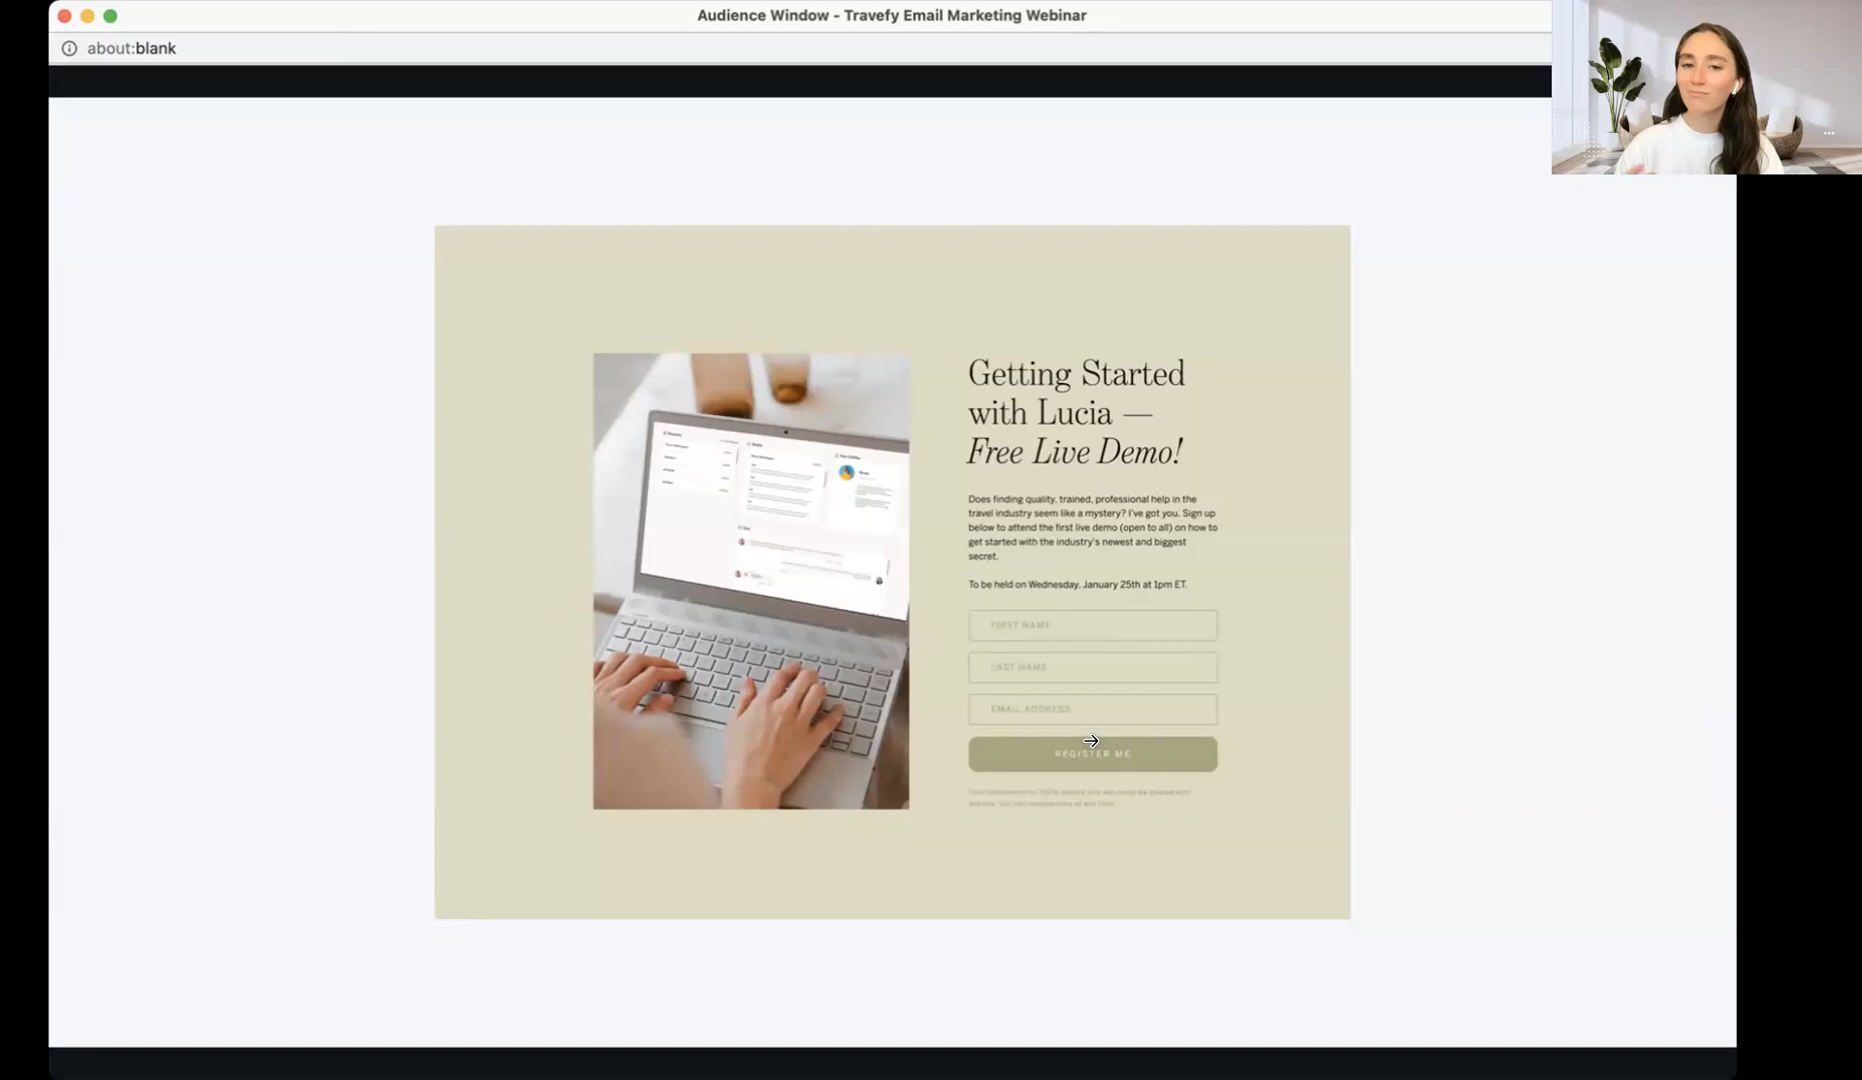 Audience Window - Travefy Email Marketing Webinar
about:blank
Getting Started
with Lucia —
Free Live Demo!
Does finding quality, trained, professional help in the
travel industry seem like a mystery? I've got you. Sign up
below to attend the first live demo (open to all) on how to
get started with the industry's newest and biggest
secret.
To be held on Wednesday, January 25th at 1pm ET.
FIRST NAME
LAST NAME
EMAIL ADDRESS
REGISTER ME